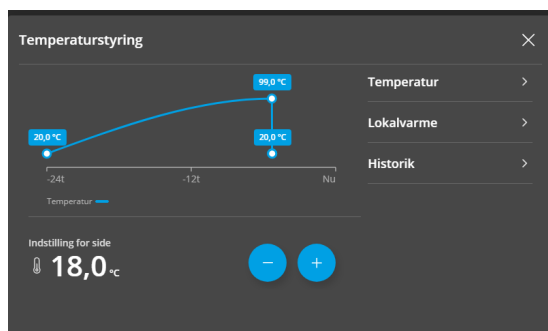 Temperaturstyring
99,0 °C
20,0 °C
20,0 °C
-24t
-12t
Nu
Temperatur
Temperatur
Lokalvarme
Historik
Indstilling for side
18,0 °C